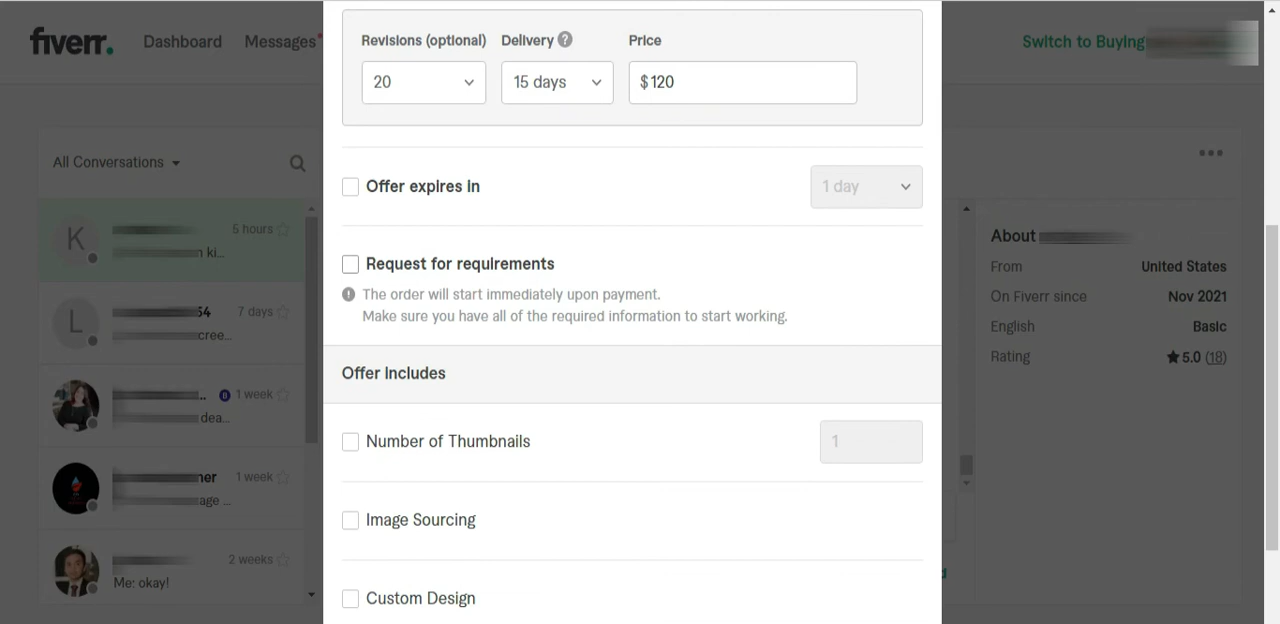 fiverr.
Dashboard
Messages
Switch to Buying
Revisions (optional)
Delivery
Price
20
15 days
$120
All Conversations
Offer expires in
1 day
K
5 hours
ki...
Request for requirements
The order will start immediately upon payment.
Make sure you have all of the required information to start working.
L
54
7 days
cree...
Offer Includes
1 week
dea...
Number of Thumbnails
1
1 week
age ...
Image Sourcing
2 weeks
Me: okay!
Custom Design
About
From
United States
On Fiverr since
Nov 2021
English
Basic
Rating
5.0 (18)